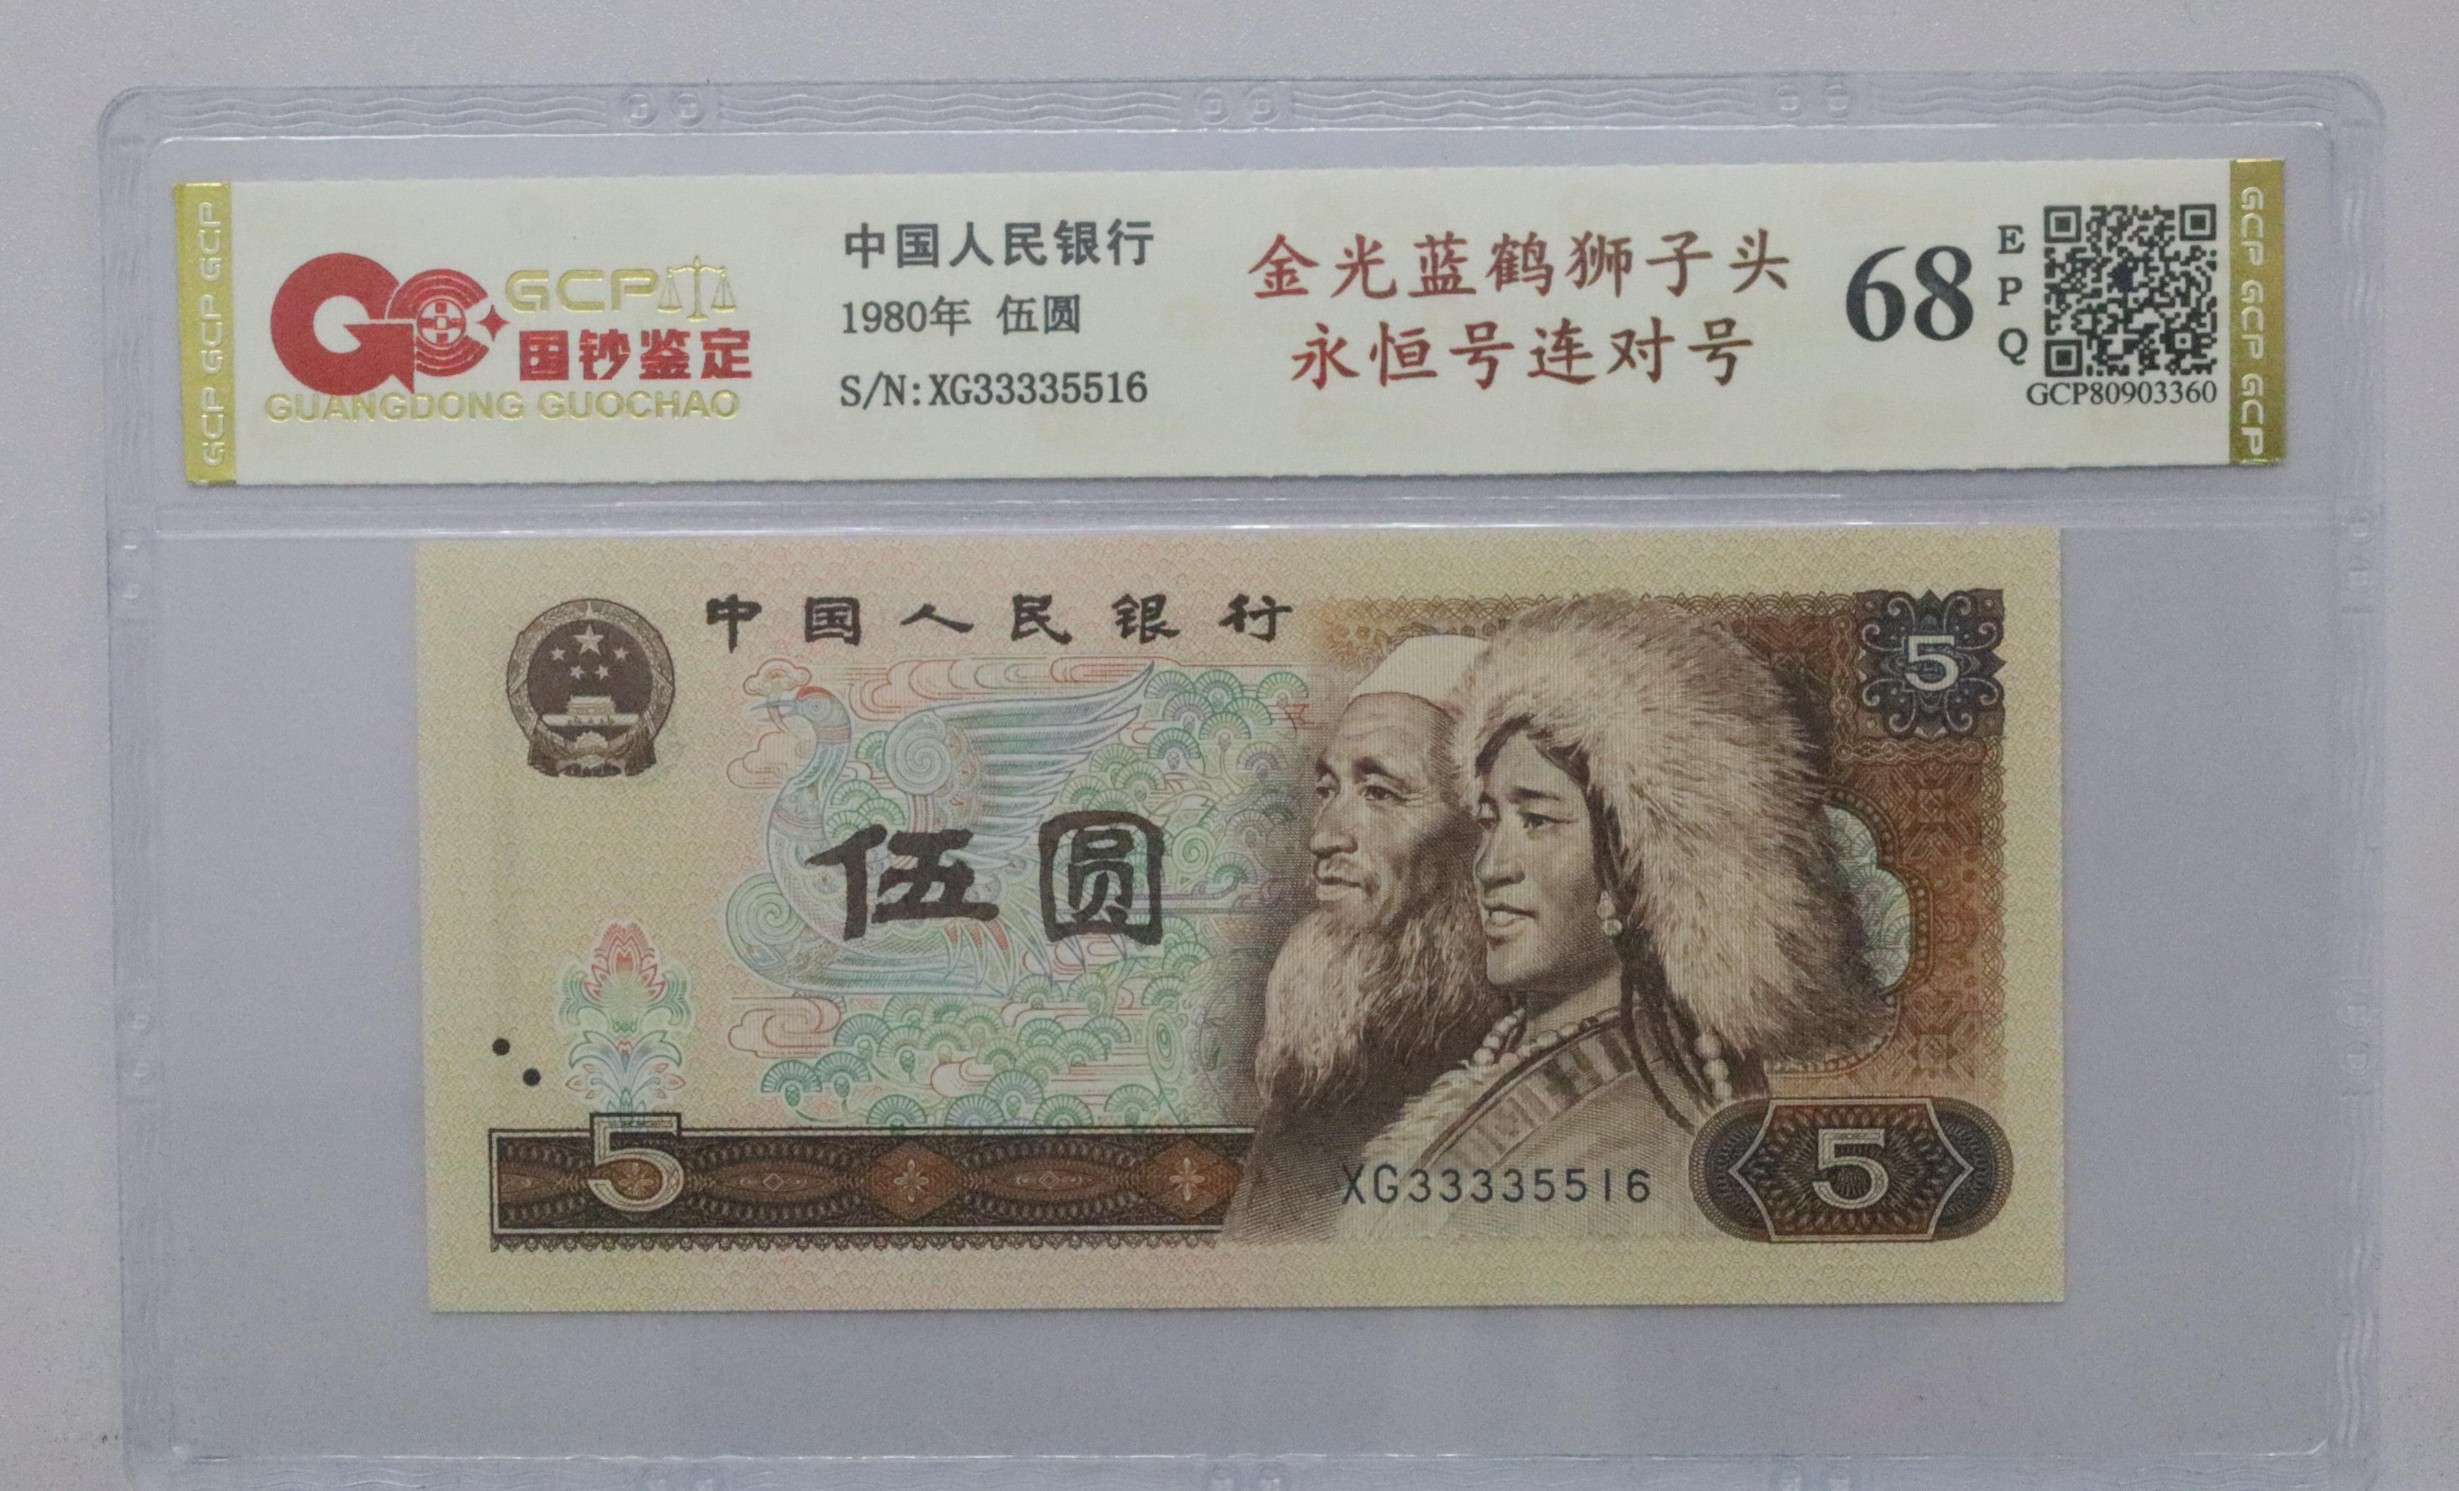 GCP GCP GCP
GCP
国钞鉴定
GUANGDONG GUOCHAO
中国人民银行
1980年 伍圆
S/N:XG33335516
金光蓝鹤狮子头
永恒号连对号
68
EPQ
GCP80903360
GCP GCP GCP
中国人民银行
5
伍圆
5
XG33335516
5